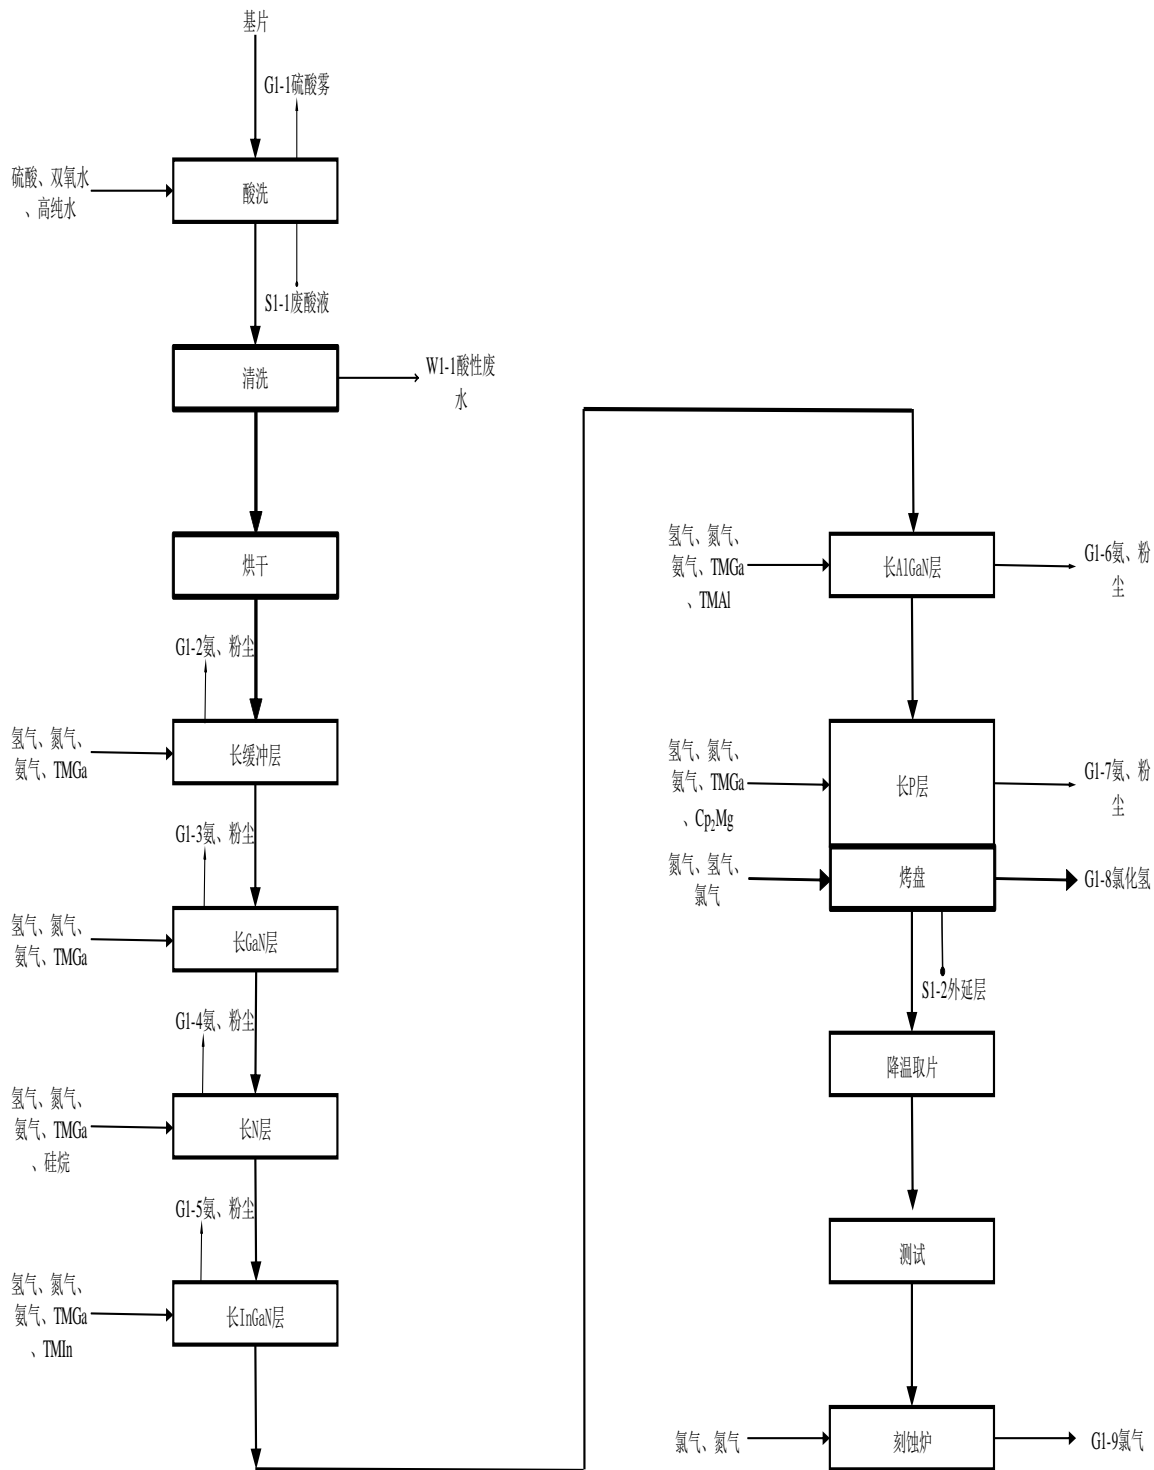 基片
G1-1硫酸雾
硫酸、双氧水
、高纯水
酸洗
S1-1废酸液
清洗
W1-1酸性废
水
烘干
G1-2氨、粉尘
氢气、氮气、
氨气、TMGa
长缓冲层
G1-3氨、粉尘
氢气、氮气、
氨气、TMGa
长GaN层
G1-4氨、粉尘
氢气、氮气、
氨气、TMGa
、硅烷
长N层
G1-5氨、粉尘
氢气、氮气、
氨气、TMGa
、TMIn
长InGaN层
氢气、氮气、
氨气、TMGa
、TMAl
长AlGaN层
G1-6氨、粉
尘
氢气、氮气、
氨气、TMGa
、Cp₂Mg
长P层
G1-7氨、粉
尘
氮气、氢气、
氯气
烤盘
G1-8氯化氢
S1-2外延层
降温取片
测试
氯气、氮气
刻蚀炉
G1-9氯气